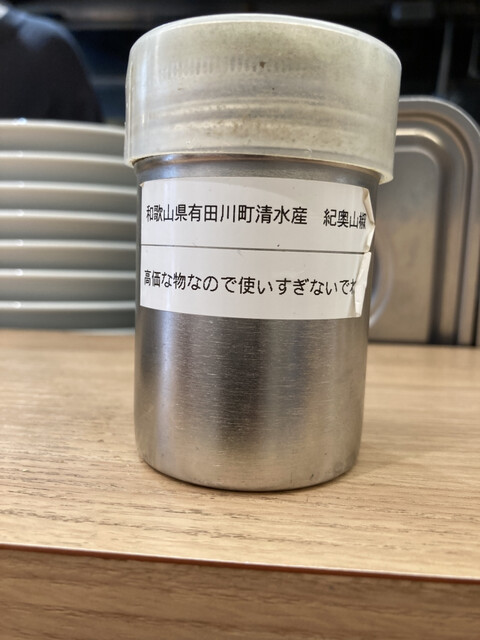 和歌山県有田川町清水産　紀奥山椒
高価な物なので使いすぎないで